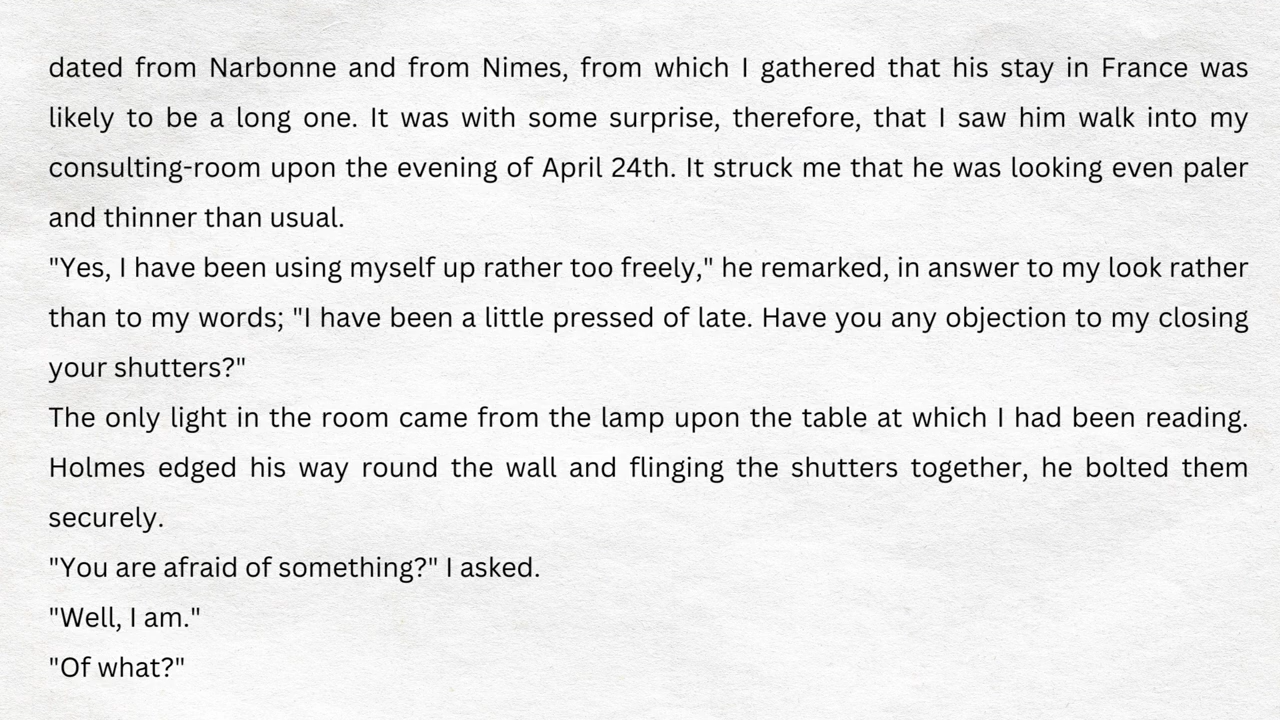 dated from Narbonne and from Nimes, from which I gathered that his stay in France was
likely to be a long one. It was with some surprise, therefore, that I saw him walk into my
consulting-room upon the evening of April 24th. It struck me that he was looking even paler
and thinner than usual.
"Yes, I have been using myself up rather too freely," he remarked, in answer to my look rather
than to my words; "I have been a little pressed of late. Have you any objection to my closing
your shutters?"
The only light in the room came from the lamp upon the table at which I had been reading.
Holmes edged his way round the wall and flinging the shutters together, he bolted them
securely.
"You are afraid of something?" I asked.
"Well, I am."
"Of what?"